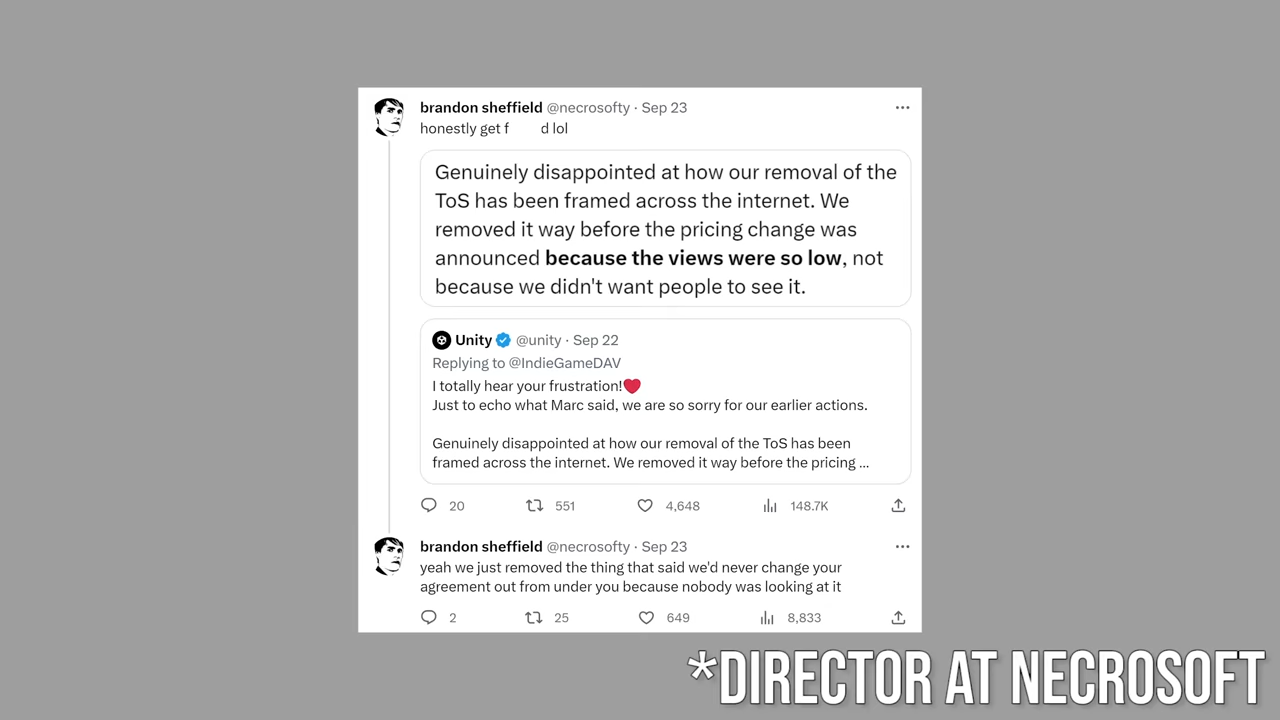 brandon sheffield @necrosofty · Sep 23
honestly get f d lol
Genuinely disappointed at how our removal of the
ToS has been framed across the internet. We
removed it way before the pricing change was
announced because the views were so low, not
because we didn't want people to see it.
Unity @unity · Sep 22
Replying to @IndieGameDAV
I totally hear your frustration!❤️
Just to echo what Marc said, we are so sorry for our earlier actions.
Genuinely disappointed at how our removal of the ToS has been
framed across the internet. We removed it way before the pricing ...
20 551 4,648 148.7K
brandon sheffield @necrosofty · Sep 23
yeah we just removed the thing that said we'd never change your
agreement out from under you because nobody was looking at it
2 25 649 8,833
*DIRECTOR AT NECROSOFT